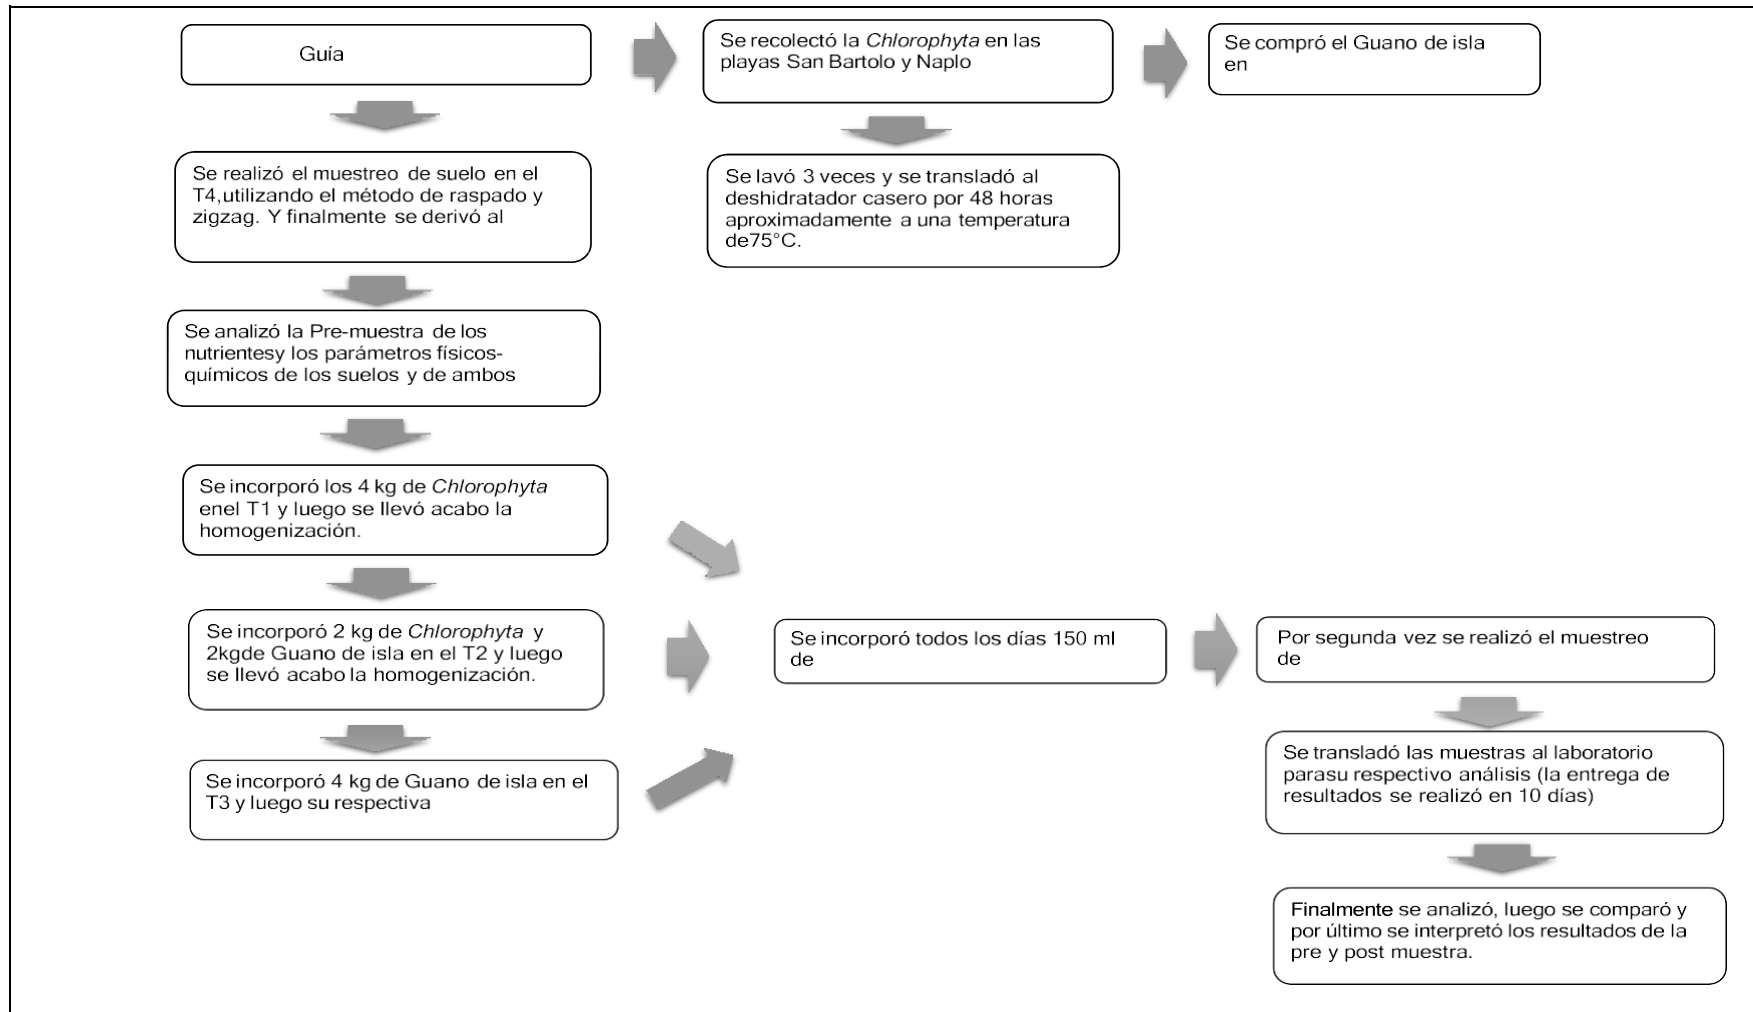 Guía
Se recolectó la Chlorophyta en las
playas San Bartolo y Naplo
Se compró el Guano de isla
en
Se realizó el muestreo de suelo en el
T4,utilizando el método de raspado y
zigzag. Y finalmente se derivó al
Se lavó 3 veces y se transladó al
deshidratador casero por 48 horas
aproximadamente a una temperatura
de75°C.
Se analizó la Pre-muestra de los
nutrientesy los parámetros físicos-
químicos de los suelos y de ambos
Se incorporó los 4 kg de Chlorophyta
enel T1 y luego se llevó acabo la
homogenización.
Se incorporó 2 kg de Chlorophyta y
2kgde Guano de isla en el T2 y luego
se llevó acabo la homogenización.
Se incorporó 4 kg de Guano de isla en el
T3 y luego su respectiva
Se incorporó todos los días 150 ml
de
Por segunda vez se realizó el muestreo
de
Se transladó las muestras al laboratorio
parasu respectivo análisis (la entrega de
resultados se realizó en 10 días)
Finalmente se analizó, luego se comparó y
por último se interpretó los resultados de la
pre y post muestra.